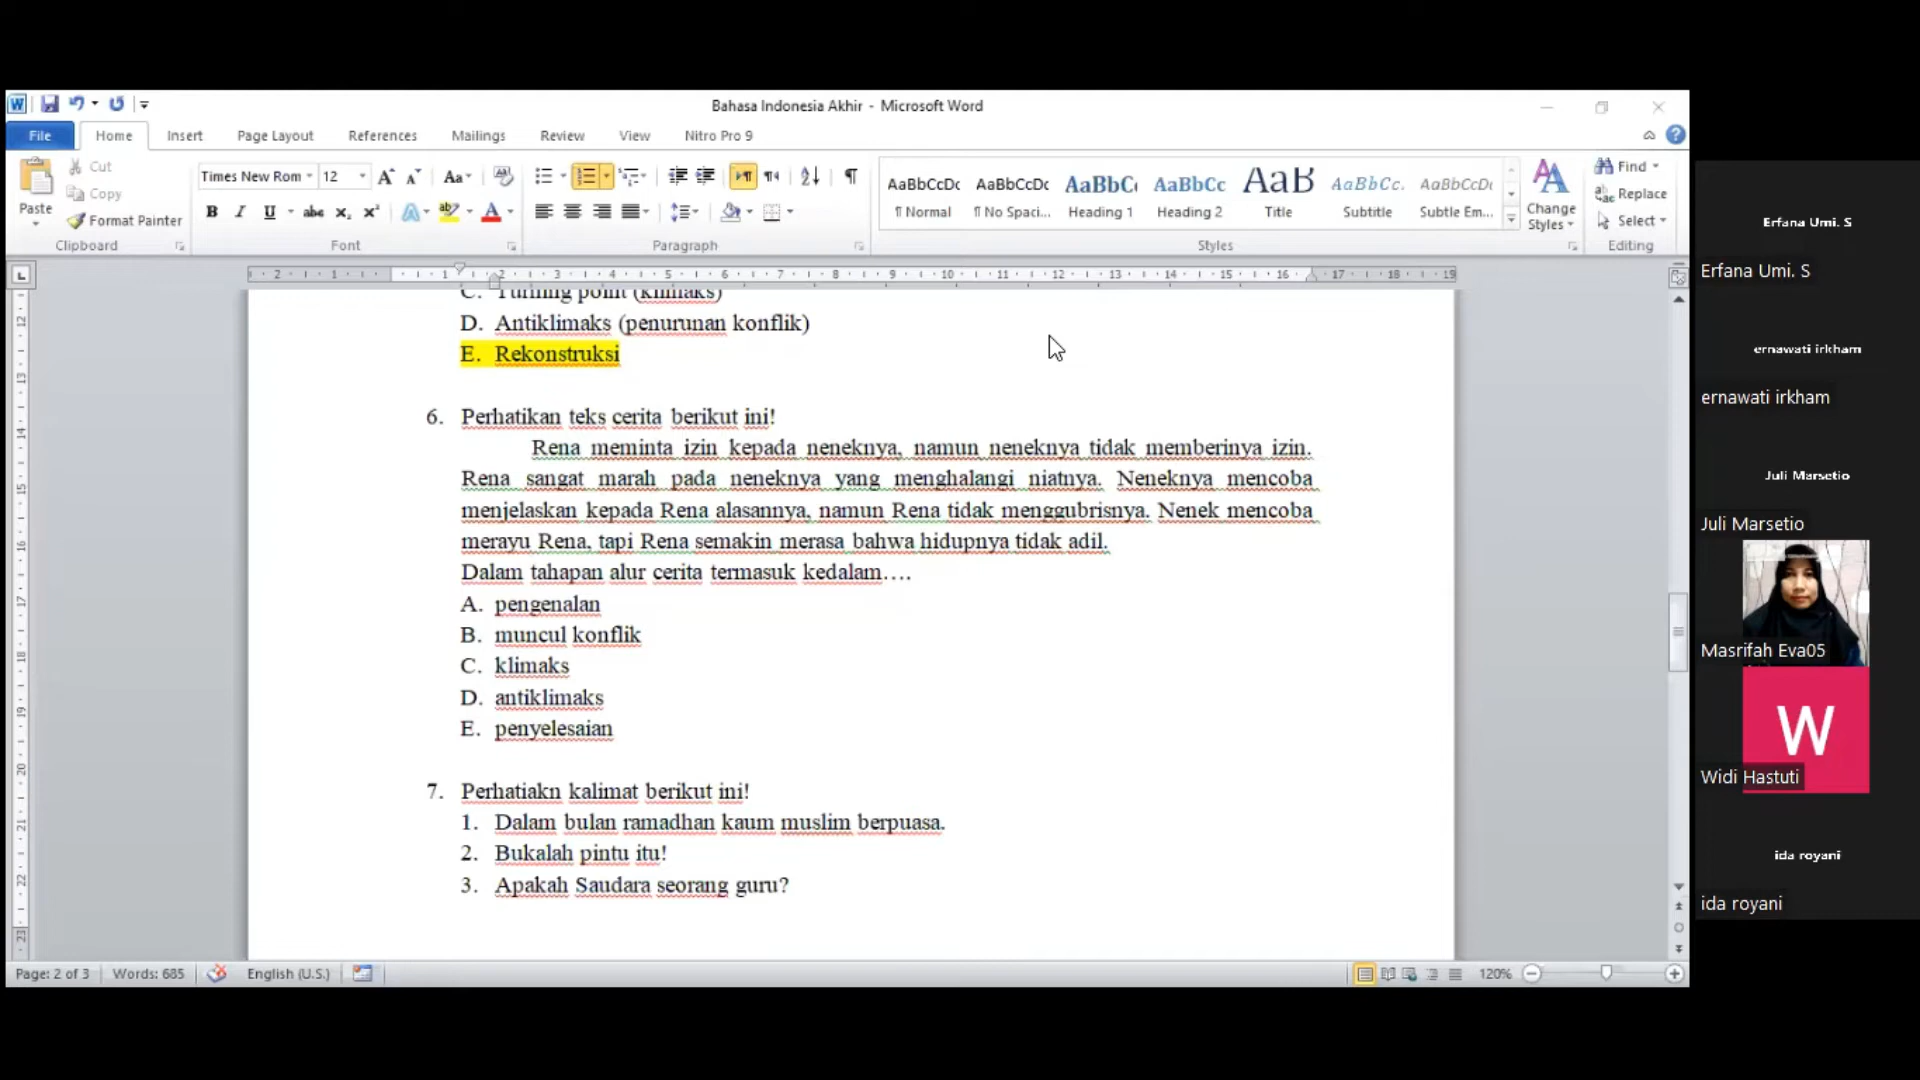 Bahasa Indonesia Akhir - Microsoft Word
File Home Insert Page Layout References Mailings Review View Nitro Pro 9
Paste
Cut
Copy
Format Painter
Clipboard
Times New Rom 12
Font
Paragraph
AaBbCcDc AaBbCcDc AaBbC AaBbCc AaB AaBbCc. AaBbCcDc
¶ Normal ¶ No Spaci... Heading 1 Heading 2 Title Subtitle Subtle Em...
Change Styles
Styles
Find
Replace
Select
Editing
C. Turning point (klimaks)
D. Antiklimaks (penurunan konflik)
E. Rekonstruksi
6. Perhatikan teks cerita berikut ini!
Rena meminta izin kepada neneknya, namun neneknya tidak memberinya izin.
Rena sangat marah pada neneknya yang menghalangi niatnya. Neneknya mencoba
menjelaskan kepada Rena alasannya, namun Rena tidak menggubrisnya. Nenek mencoba
merayu Rena, tapi Rena semakin merasa bahwa hidupnya tidak adil.
Dalam tahapan alur cerita termasuk kedalam….
A. pengenalan
B. muncul konflik
C. klimaks
D. antiklimaks
E. penyelesaian
7. Perhatiakn kalimat berikut ini!
1. Dalam bulan ramadhan kaum muslim berpuasa.
2. Bukalah pintu itu!
3. Apakah Saudara seorang guru?
Page: 2 of 3 Words: 685 English (U.S.) 120%
Erfana Umi. S
Erfana Umi. S
ernawati irkham
ernawati irkham
Juli Marsetio
Juli Marsetio
Masrifah Eva05
W
Widi Hastuti
ida royani
ida royani